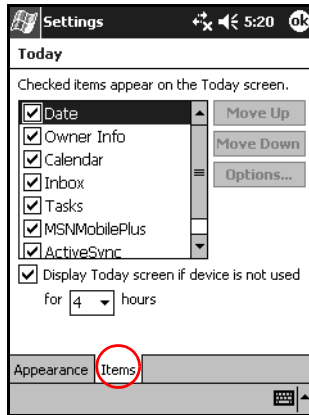 Settings 5:20 ok
Today
Checked items appear on the Today screen.
Date
Owner Info
Calendar
Inbox
Tasks
MSNMobilePlus
ActiveSync
Move Up
Move Down
Options...
Display Today screen if device is not used
for 4 hours
Appearance Items